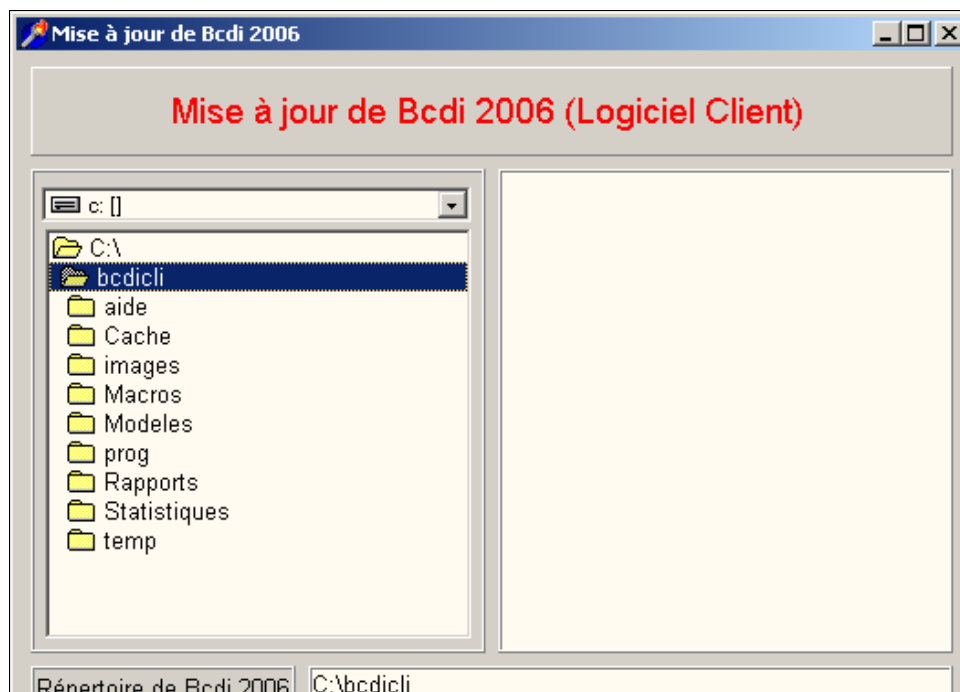 Mise à jour de Bcdi 2006
Mise à jour de Bcdi 2006 (Logiciel Client)
c: []
C:\
bcdicli
aide
Cache
images
Macros
Modeles
prog
Rapports
Statistiques
temp
Répertoire de Bcdi 2006
C:\bcdicli